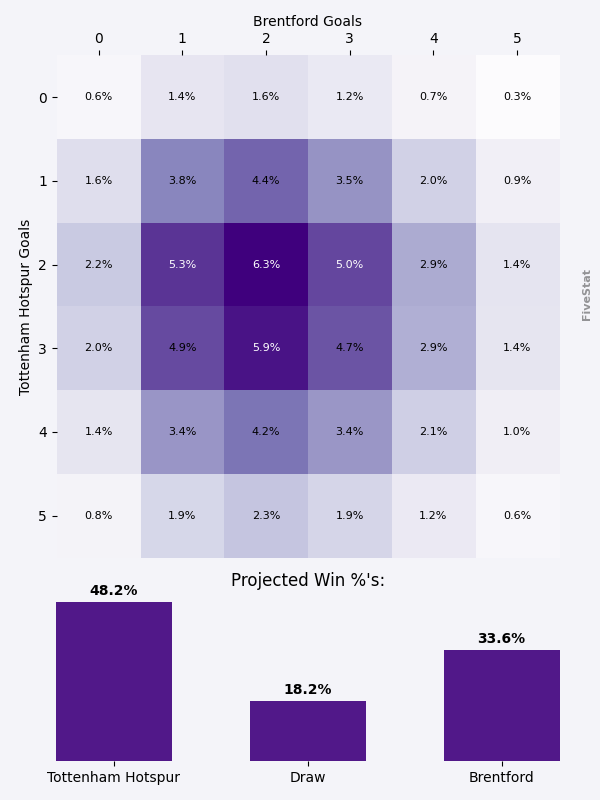 Brentford Goals
0 1 2 3 4 5
0 0.6% 1.4% 1.6% 1.2% 0.7% 0.3%
1 1.6% 3.8% 4.4% 3.5% 2.0% 0.9%
2 2.2% 5.3% 6.3% 5.0% 2.9% 1.4%
3 2.0% 4.9% 5.9% 4.7% 2.9% 1.4%
4 1.4% 3.4% 4.2% 3.4% 2.1% 1.0%
5 0.8% 1.9% 2.3% 1.9% 1.2% 0.6%
Tottenham Hotspur Goals
FiveStat
Projected Win %'s:
48.2% 18.2% 33.6%
Tottenham Hotspur Draw Brentford